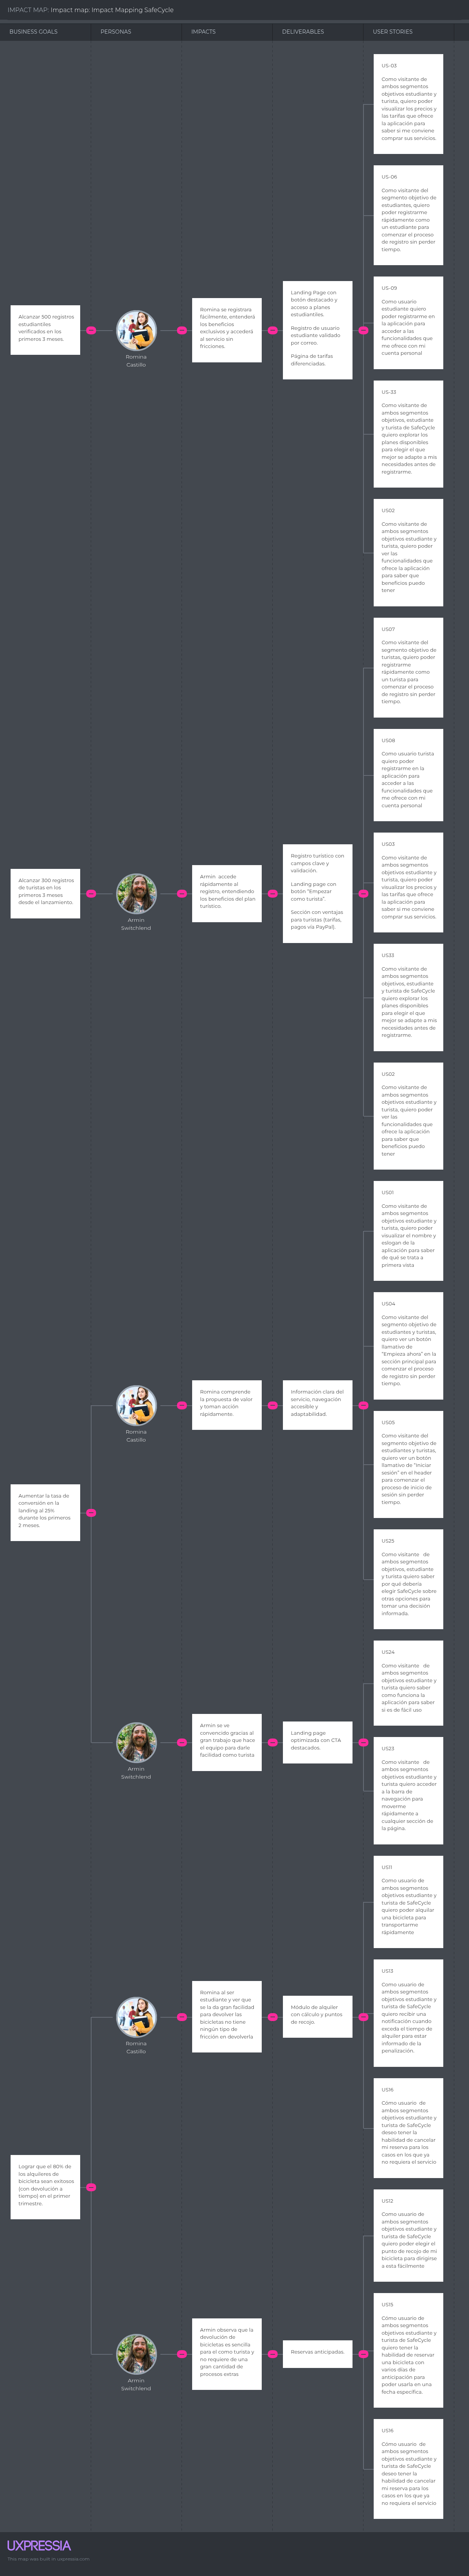 IMPACT MAP: Impact map: Impact Mapping SafeCycle
BUSINESS GOALS
PERSONAS
IMPACTS
DELIVERABLES
USER STORIES
Alcanzar 500 registros
estudiantiles
verificados en los
primeros 3 meses.
Romina
Castillo
Romina se registrara
fácilmente, entenderá
los beneficios
exclusivos y accederá
al servicio sin
fricciones.
Landing Page con
botón destacado y
acceso a planes
estudiantiles.
Registro de usuario
estudiante validado
por correo.
Página de tarifas
diferenciadas.
US-03
Como visitante de
ambos segmentos
objetivos estudiante y
turista, quiero poder
visualizar los precios y
las tarifas que ofrece
la aplicación para
saber si me conviene
comprar sus servicios.
US-06
Como visitante del
segmento objetivo de
estudiantes, quiero
poder registrarme
rápidamente como
un estudiante para
comenzar el proceso
de registro sin perder
tiempo.
US-09
Como usuario
estudiante quiero
poder registrarme en
la aplicación para
acceder a las
funcionalidades que
me ofrece con mi
cuenta personal
US-33
Como visitante de
ambos segmentos
objetivos, estudiante
y turista de SafeCycle
quiero explorar los
planes disponibles
para elegir el que
mejor se adapte a mis
necesidades antes de
registrarme.
US02
Como visitante de
ambos segmentos
objetivos estudiante y
turista, quiero poder
ver las
funcionalidades que
ofrece la aplicación
para saber que
beneficios puedo
tener
Alcanzar 300 registros
de turistas en los
primeros 3 meses
desde el lanzamiento.
Armin
Switchlend
Armin  accede
rápidamente al
registro, entendiendo
los beneficios del plan
turístico.
Registro turístico con
campos clave y
validación.
Landing page con
botón "Empezar
como turista".
Sección con ventajas
para turistas (tarifas,
pagos vía PayPal).
US07
Como visitante del
segmento objetivo de
turistas, quiero poder
registrarme
rápidamente como
un turista para
comenzar el proceso
de registro sin perder
tiempo.
US08
Como usuario turista
quiero poder
registrarme en la
aplicación para
acceder a las
funcionalidades que
me ofrece con mi
cuenta personal
US03
Como visitante de
ambos segmentos
objetivos estudiante y
turista, quiero poder
visualizar los precios y
las tarifas que ofrece
la aplicación para
saber si me conviene
comprar sus servicios.
US33
Como visitante de
ambos segmentos
objetivos, estudiante
y turista de SafeCycle
quiero explorar los
planes disponibles
para elegir el que
mejor se adapte a mis
necesidades antes de
registrarme.
US02
Como visitante de
ambos segmentos
objetivos estudiante y
turista, quiero poder
ver las
funcionalidades que
ofrece la aplicación
para saber que
beneficios puedo
tener
Aumentar la tasa de
conversión en la
landing al 25%
durante los primeros
2 meses.
Romina
Castillo
Romina comprende
la propuesta de valor
y toman acción
rápidamente.
Información clara del
servicio, navegación
accesible y
adaptabilidad.
US01
Como visitante de
ambos segmentos
objetivos estudiante y
turista, quiero poder
visualizar el nombre y
eslogan de la
aplicación para saber
de qué se trata a
primera vista
US04
Como visitante del
segmento objetivo de
estudiantes y turistas,
quiero ver un botón
llamativo de
"Empieza ahora" en la
sección principal para
comenzar el proceso
de registro sin perder
tiempo.
US05
Como visitante del
segmento objetivo de
estudiantes y turistas,
quiero ver un botón
llamativo de "Iniciar
sesión" en el header
para comenzar el
proceso de inicio de
sesión sin perder
tiempo.
US25
Como visitante  de
ambos segmentos
objetivos, estudiante
y turista quiero saber
por qué debería
elegir SafeCycle sobre
otras opciones para
tomar una decisión
informada.
Armin
Switchlend
Armin se ve
convencido gracias al
gran trabajo que hace
el equipo para darle
facilidad como turista
Landing page
optimizada con CTA
destacados.
US24
Como visitante  de
ambos segmentos
objetivos estudiante y
turista quiero saber
como funciona la
aplicación para saber
si es de fácil uso
US23
Como visitante  de
ambos segmentos
objetivos estudiante y
turista quiero acceder
a la barra de
navegación para
moverme
rápidamente a
cualquier sección de
la página.
Lograr que el 80% de
los alquileres de
bicicleta sean exitosos
(con devolución a
tiempo) en el primer
trimestre.
Romina
Castillo
Romina al ser
estudiante y ver que
se la da gran facilidad
para devolver las
bicicletas no tiene
ningún tipo de
fricción en devolverla
Módulo de alquiler
con cálculo y puntos
de recojo.
US11
Como usuario de
ambos segmentos
objetivos estudiante y
turista de SafeCycle
quiero poder alquilar
una bicicleta para
transportarme
rápidamente
US13
Como usuario de
ambos segmentos
objetivos estudiante y
turista de SafeCycle
quiero recibir una
notificación cuando
exceda el tiempo de
alquiler para estar
informado de la
penalización.
US16
Cómo usuario  de
ambos segmentos
objetivos estudiante y
turista de SafeCycle
deseo tener la
habilidad de cancelar
mi reserva para los
casos en los que ya
no requiera el servicio
Armin
Switchlend
Armin observa que la
devolución de
bicicletas es sencilla
para el como turista y
no requiere de una
gran cantidad de
procesos extras
Reservas anticipadas.
US12
Como usuario de
ambos segmentos
objetivos estudiante y
turista de SafeCycle
quiero poder elegir el
punto de recojo de mi
bicicleta para dirigirse
a esta fácilmente
US15
Cómo usuario de
ambos segmentos
objetivos estudiante y
turista de SafeCycle
quiero tener la
habilidad de reservar
una bicicleta con
varios días de
anticipación para
poder usarla en una
fecha específica.
US16
Cómo usuario  de
ambos segmentos
objetivos estudiante y
turista de SafeCycle
deseo tener la
habilidad de cancelar
mi reserva para los
casos en los que ya
no requiera el servicio
UXPRESSIA
This map was built in uxpressia.com